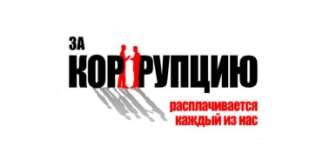 ЗА
КОРРУПЦИЮ
расплачивается
каждый из нас